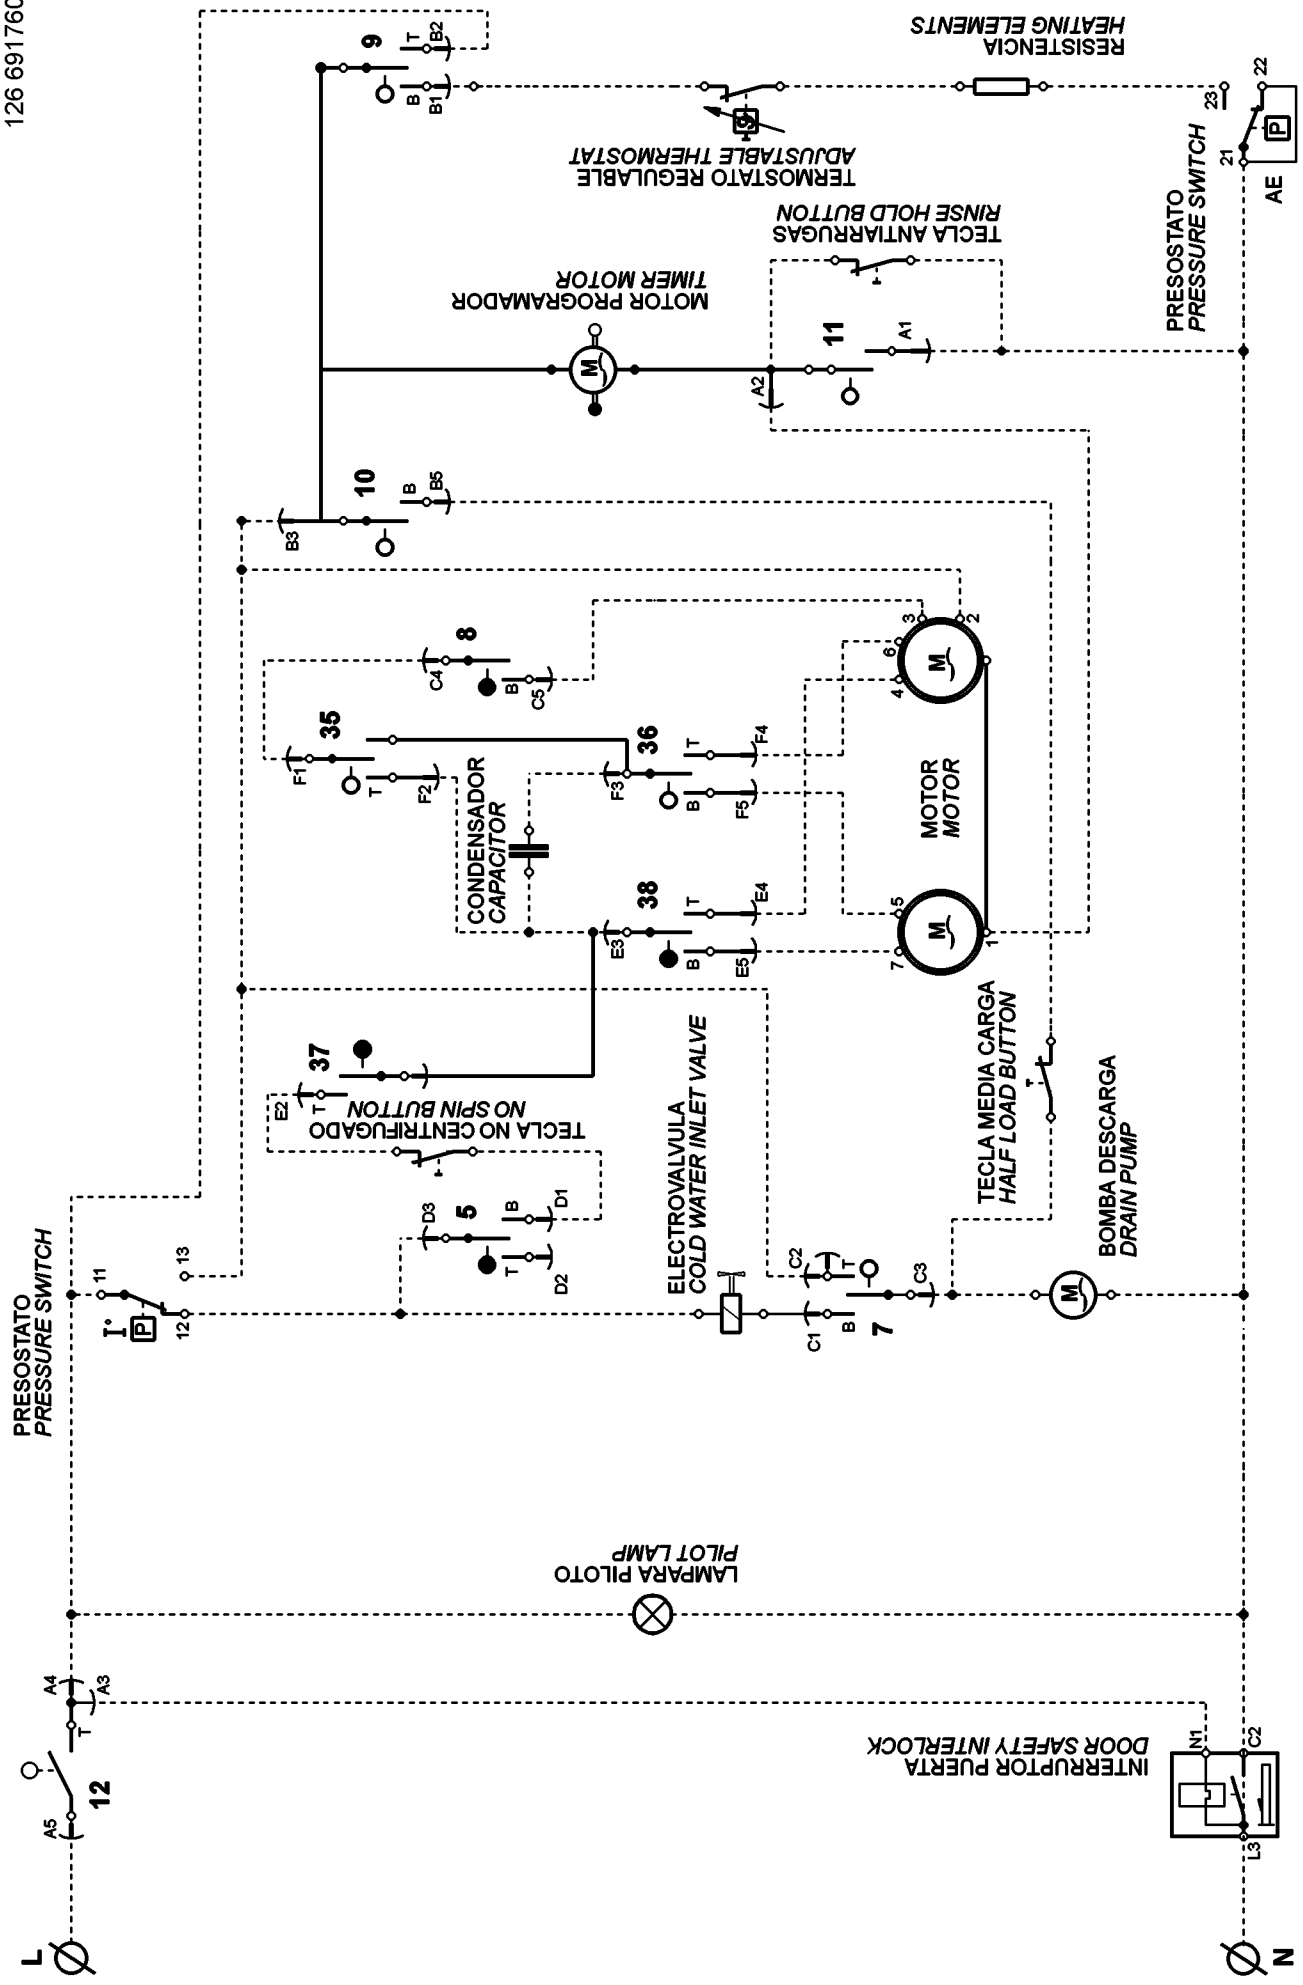 126 691760
L
A5
12
T
A4
A3
PRESOSTATO
PRESSURE SWITCH
I°
P
11
12
13
LAMPARA PILOTO
PILOT LAMP
INTERRUPTOR PUERTA
DOOR SAFETY INTERLOCK
N1
C2
L3
N
D3
5
B
T
D1
D2
TECLA NO CENTRIFUGADO
NO SPIN BUTTON
E2
T
37
ELECTROVALVULA
COLD WATER INLET VALVE
C1
C2
B
T
7
C3
BOMBA DESCARGA
DRAIN PUMP
M
TECLA MEDIA CARGA
HALF LOAD BUTTON
CONDENSADOR
CAPACITOR
F1
35
T
F2
C4
8
B
C5
E3
38
B
T
E5
E4
F3
36
B
T
F5
F4
MOTOR
MOTOR
M
7
5
1
M
4
6
3
2
B3
10
B
B5
MOTOR PROGRAMADOR
TIMER MOTOR
M
A2
11
A1
TECLA ANTIARRUGAS
RINSE HOLD BUTTON
9
T
B2
B
B1
TERMOSTATO REGULABLE
ADJUSTABLE THERMOSTAT
RESISTENCIA
HEATING ELEMENTS
PRESOSTATO
PRESSURE SWITCH
21
22
23
P
AE